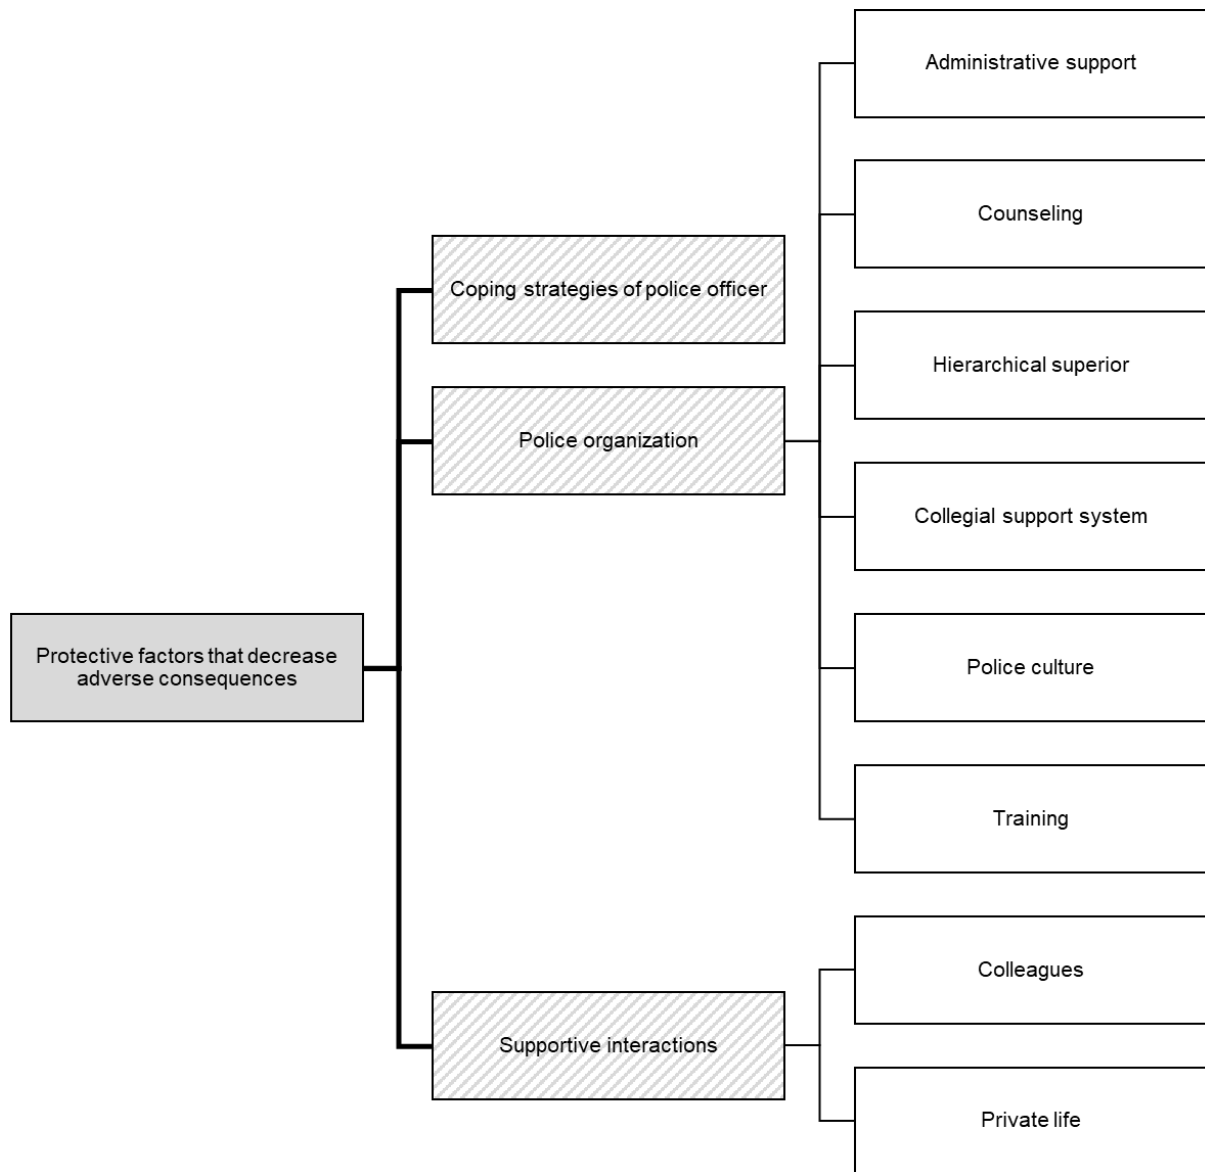 Administrative support
Counseling
Coping strategies of police officer
Hierarchical superior
Police organization
Collegial support system
Protective factors that decrease
adverse consequences
Police culture
Training
Colleagues
Supportive interactions
Private life